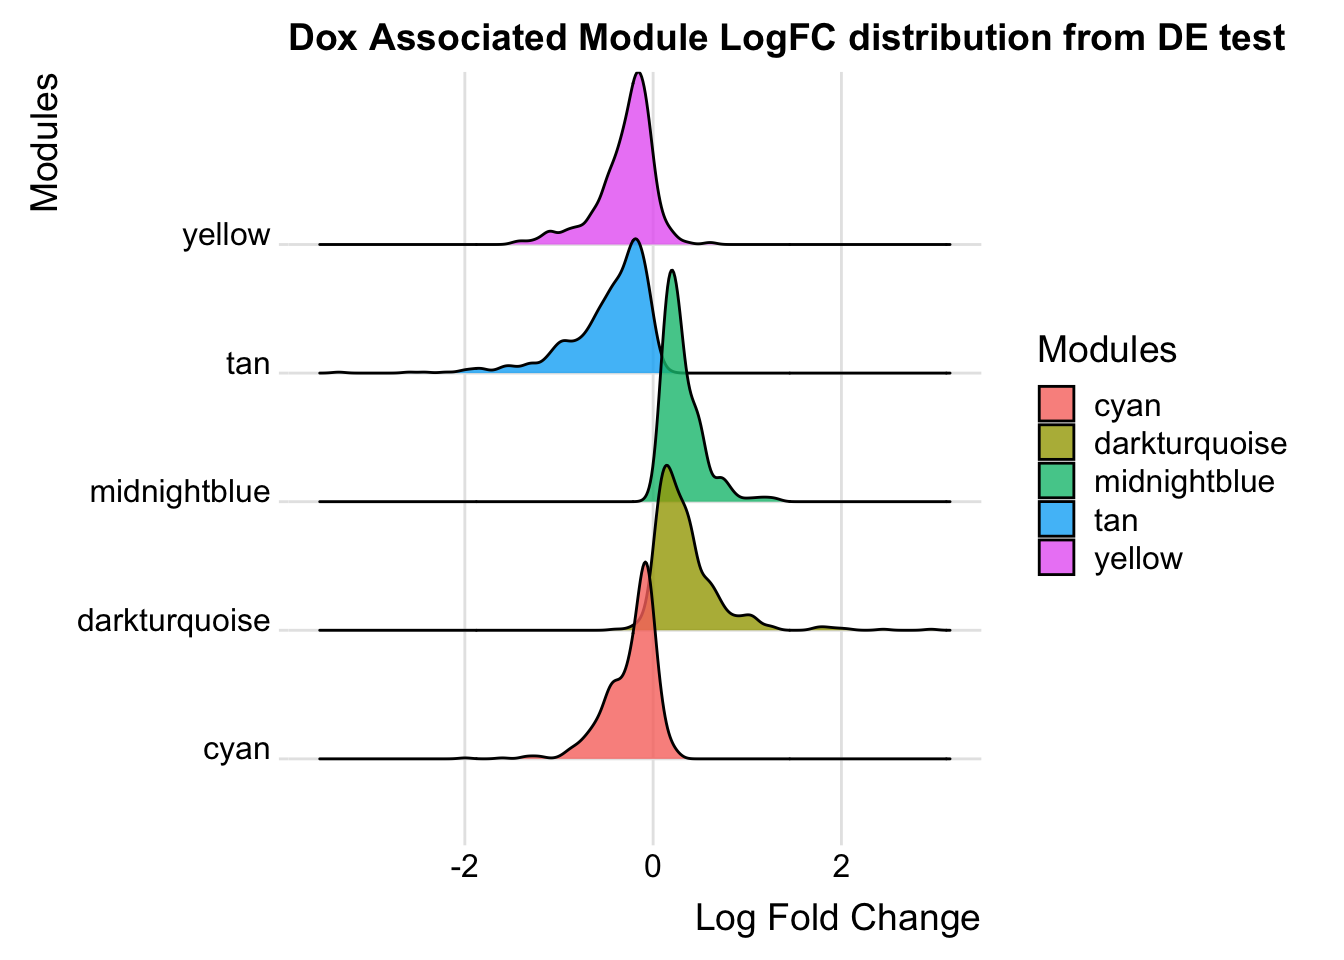 Dox Associated Module LogFC distribution from DE test
Modules
yellow
tan
midnightblue
darkturquoise
cyan
-2 0 2
Log Fold Change
Modules
cyan
darkturquoise
midnightblue
tan
yellow